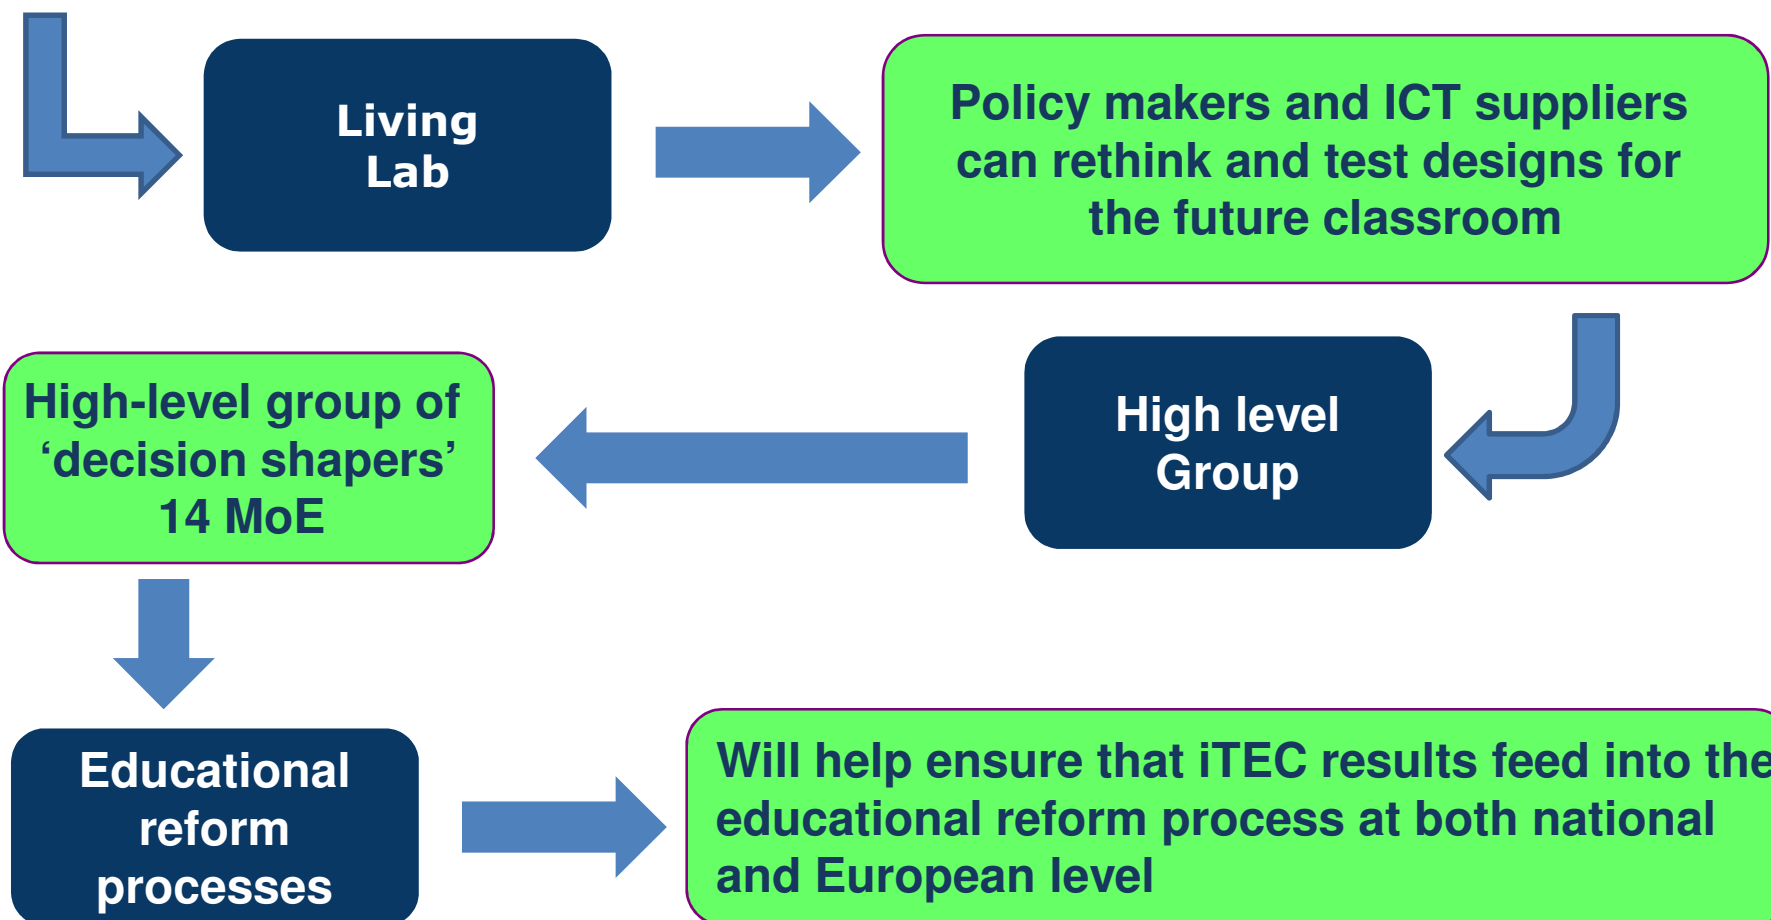 Living
Lab
Policy makers and ICT suppliers
can rethink and test designs for
the future classroom
High level
Group
High-level group of
‘decision shapers’
14 MoE
Educational
reform
processes
Will help ensure that iTEC results feed into the
educational reform process at both national
and European level